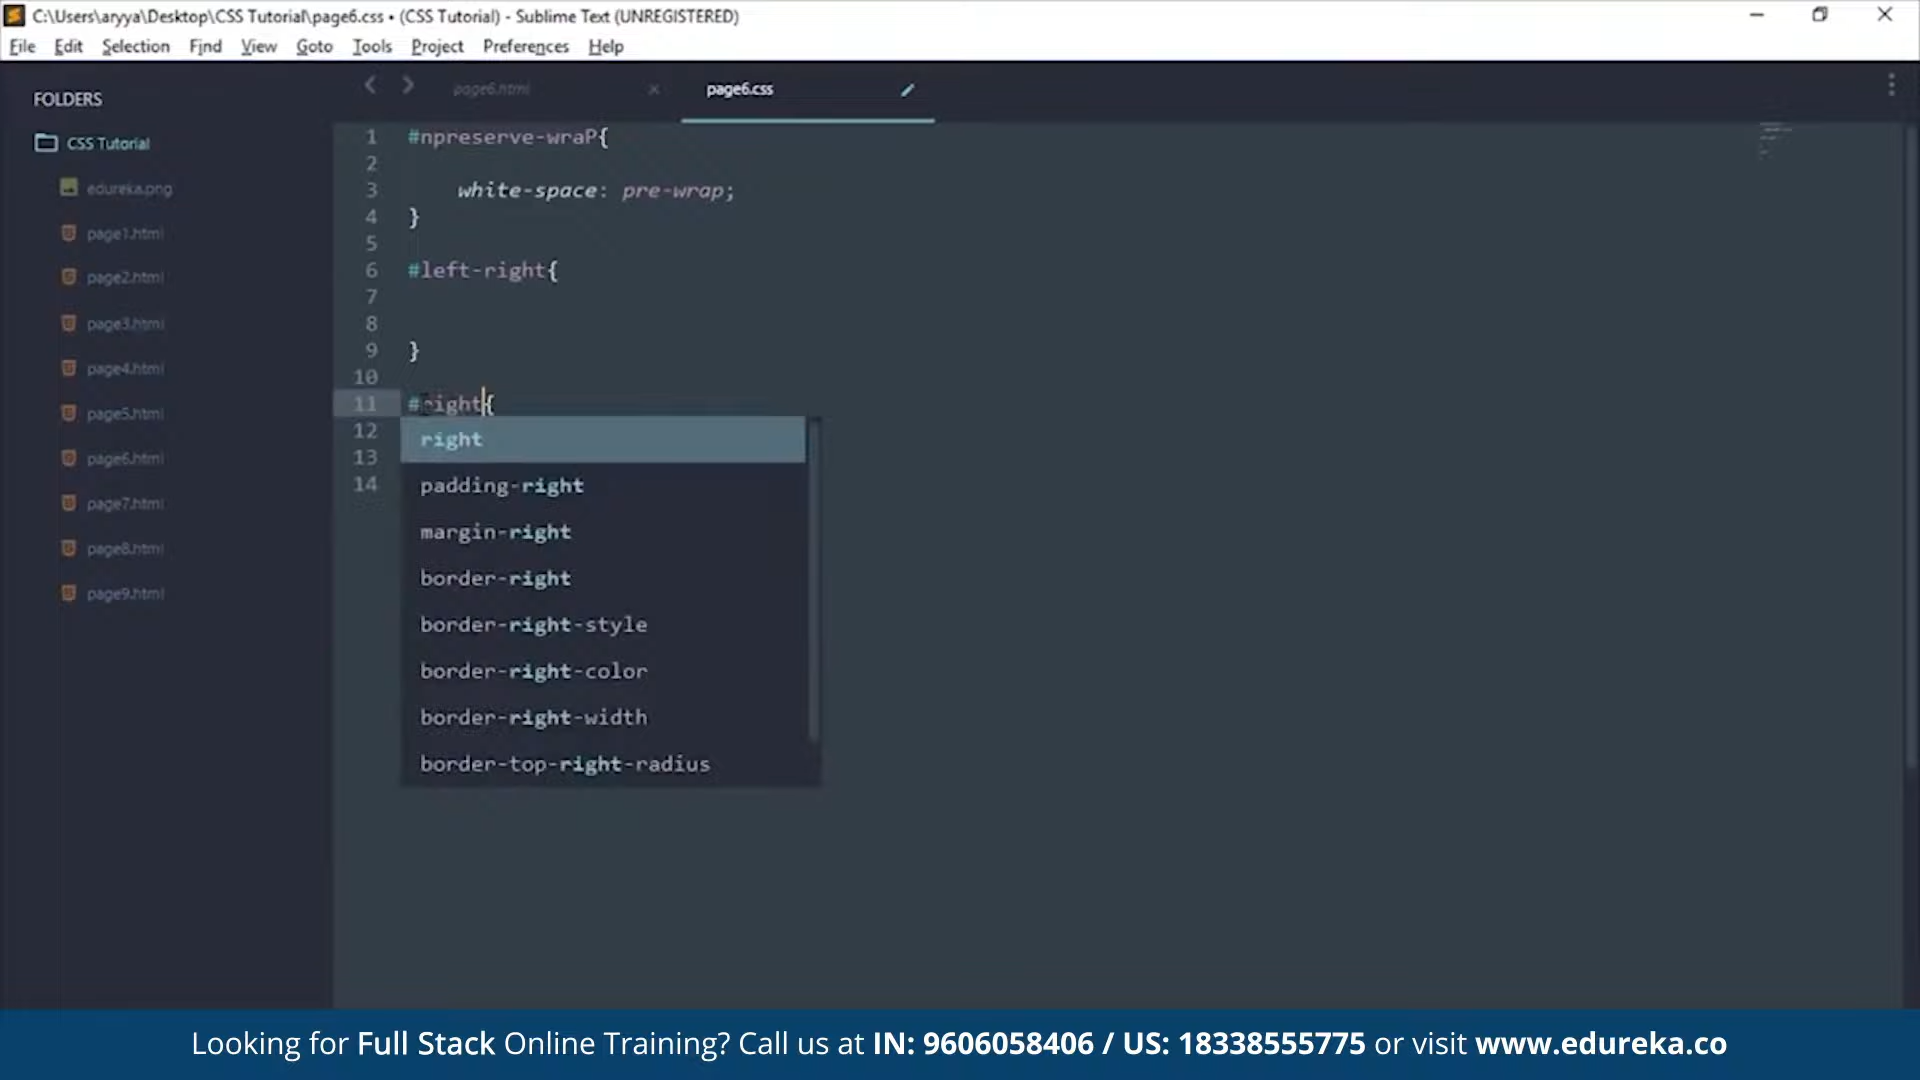 C:\Users\aryya\Desktop\CSS Tutorial\page6.css • (CSS Tutorial) - Sublime Text (UNREGISTERED)
File Edit Selection Find View Goto Tools Project Preferences Help
FOLDERS
CSS Tutorial
edureka.png
page1.html
page2.html
page3.html
page4.html
page5.html
page6.html
page7.html
page8.html
page9.html
page6.html page6.css
1 #npreserve-wraP{
2
3 white-space: pre-wrap;
4 }
5
6 #left-right{
7
8
9 }
10
11 #right{
12
13
14
right
padding-right
margin-right
border-right
border-right-style
border-right-color
border-right-width
border-top-right-radius
Looking for Full Stack Online Training? Call us at IN: 9606058406 / US: 18338555775 or visit www.edureka.co